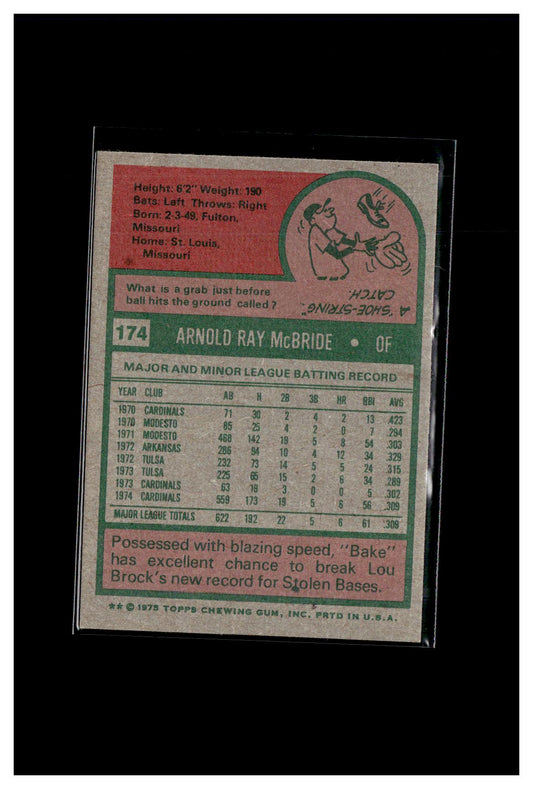 Height: 6'2" Weight: 190
Bats: Left Throws: Right
Born: 2-3-49, Fulton,
Missouri
Home: St. Louis,
Missouri
What is a grab just before
ball hits the ground called?
A "SHOE-STRING"
CATCH.
174 ARNOLD RAY McBRIDE • OF
MAJOR AND MINOR LEAGUE BATTING RECORD
YEAR CLUB AB H 2B 3B HR RBI AVG
1970 CARDINALS 71 30 2 4 2 13 .423
1970 MODESTO 85 25 4 2 0 7 .294
1971 MODESTO 468 142 19 5 8 54 .303
1972 ARKANSAS 286 94 10 4 12 34 .329
1972 TULSA 232 73 14 5 5 24 .315
1973 TULSA 225 65 15 2 6 34 .289
1973 CARDINALS 63 19 3 0 0 5 .302
1974 CARDINALS 559 173 19 5 6 56 .309
MAJOR LEAGUE TOTALS 622 192 22 5 6 61 .309
Possessed with blazing speed, "Bake"
has excellent chance to break Lou
Brock's new record for Stolen Bases.
** © 1975 TOPPS CHEWING GUM, INC. PRTD IN U.S.A.